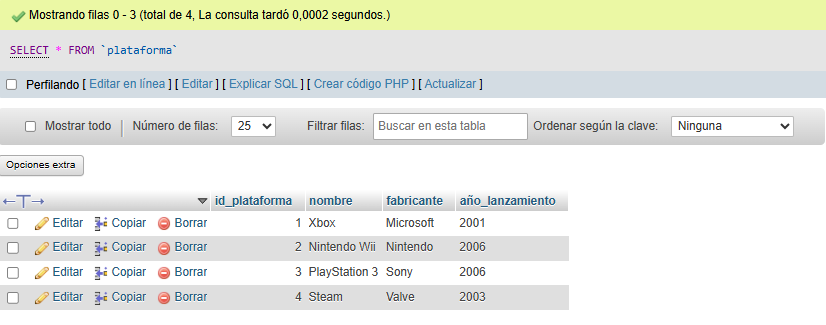 Mostrando filas 0 - 3 (total de 4, La consulta tardó 0,0002 segundos.)
SELECT * FROM `plataforma`
Perfilando [ Editar en línea ] [ Editar ] [ Explicar SQL ] [ Crear código PHP ] [ Actualizar ]
Mostrar todo | Número de filas: 25 Filtrar filas: Buscar en esta tabla Ordenar según la clave: Ninguna
Opciones extra
←T→ id_plataforma nombre fabricante año_lanzamiento
Editar Copiar Borrar 1 Xbox Microsoft 2001
Editar Copiar Borrar 2 Nintendo Wii Nintendo 2006
Editar Copiar Borrar 3 PlayStation 3 Sony 2006
Editar Copiar Borrar 4 Steam Valve 2003